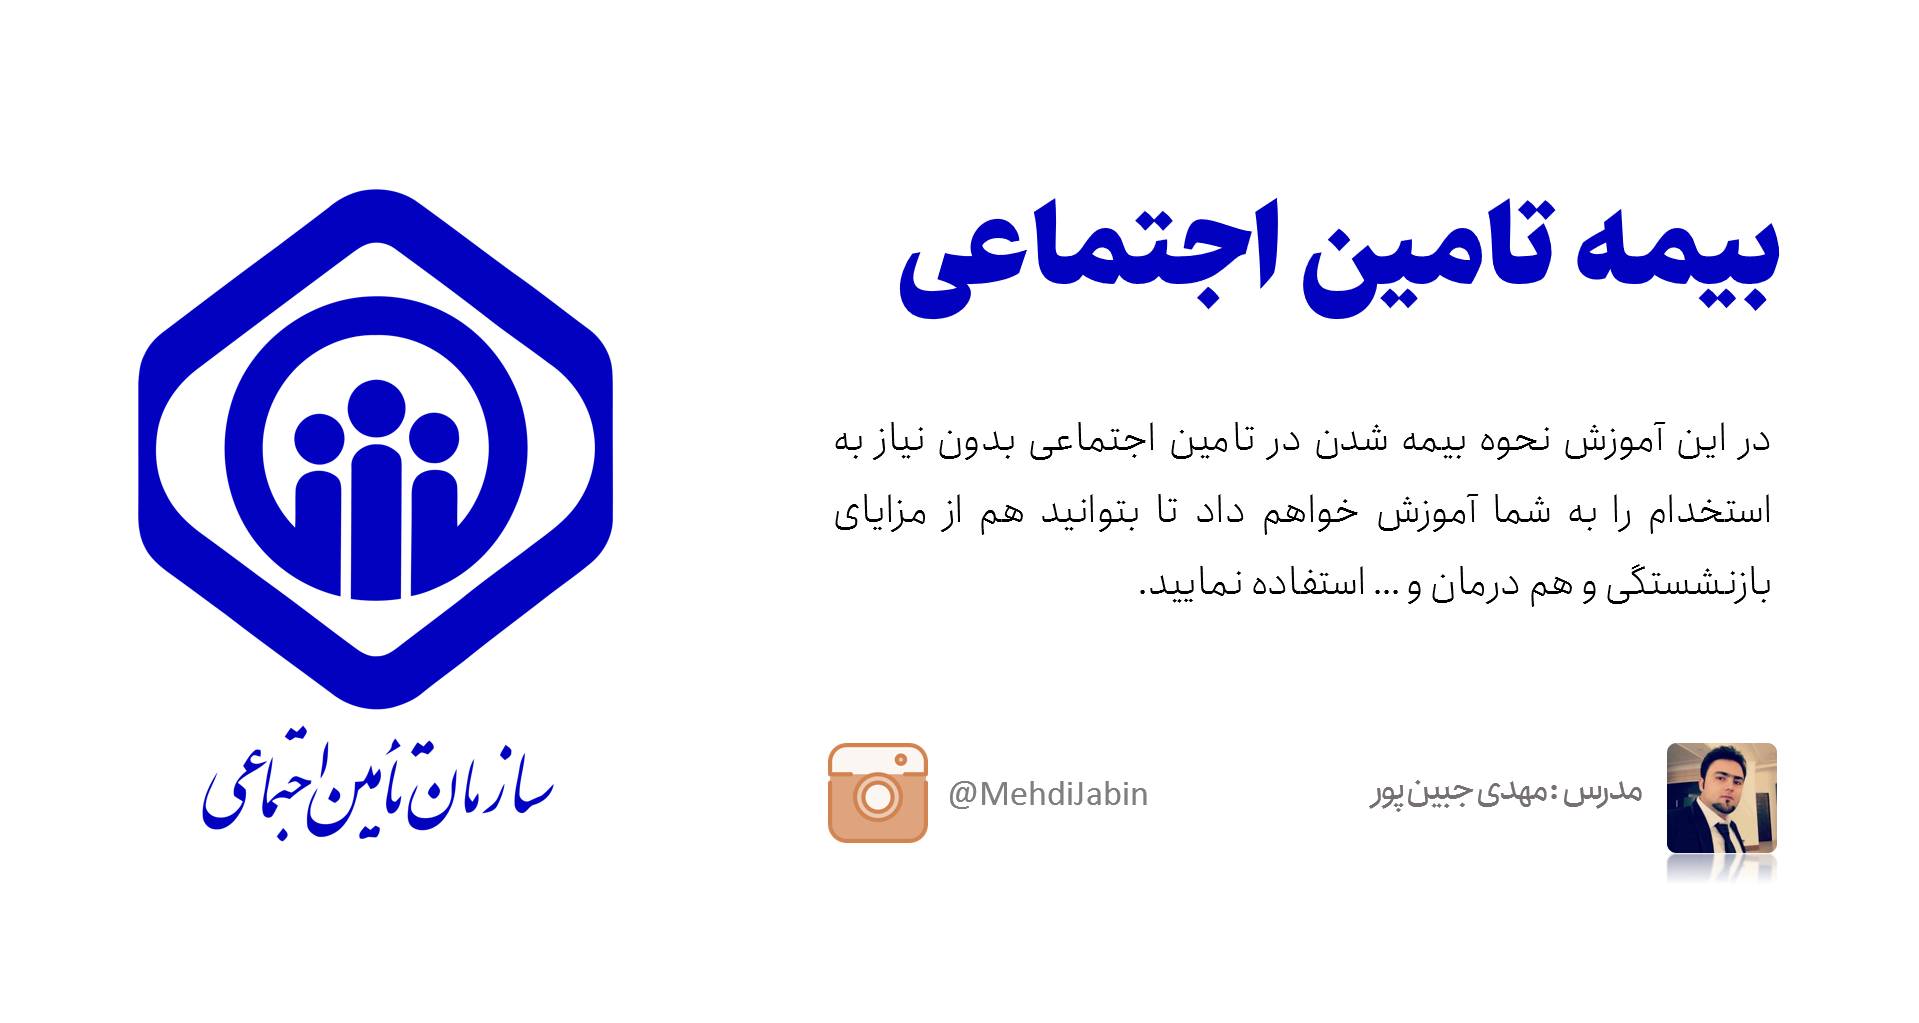 بیمه تامین اجتماعی
در این آموزش نحوه بیمه شدن در تامین اجتماعی بدون نیاز به
استخدام را به شما آموزش خواهم داد تا بتوانید هم از مزایای
بازنشستگی و هم درمان و ... استفاده نمایید.
مدرس : مهدی جبین‌پور
@MehdiJabin
سازمان تأمین اجتماعی